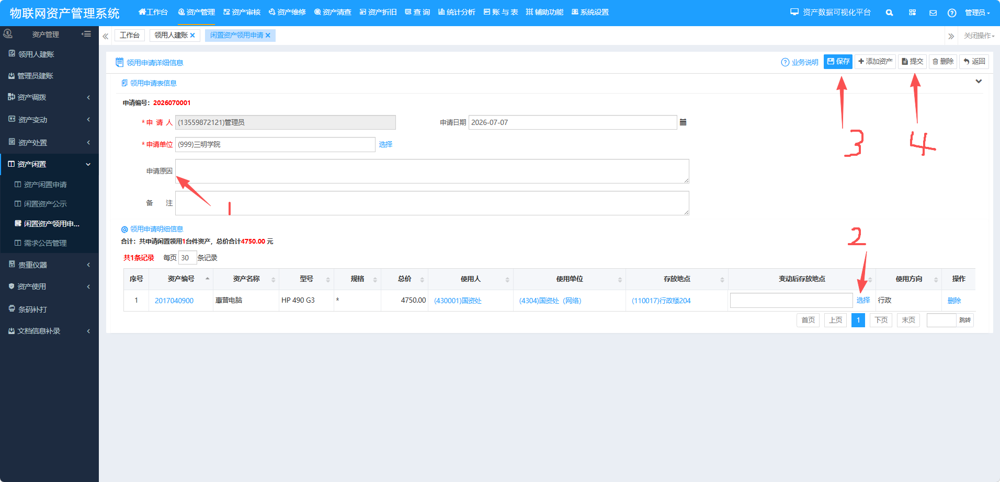 物联网资产管理系统 工作台 资产管理 资产审核 资产维修 资产清查 资产折旧 查 询 统计分析 账 与 表 辅助功能 系统设置 资产数据可视化平台 管理员
资产管理
工作台 领用人建账 闲置资产领用申请 关闭操作
领用人建账
管理员建账
资产调拨
资产变动
资产处置
资产闲置
资产闲置申请
闲置资产公示
闲置资产领用申...
需求公告管理
贵重仪器
资产使用
条码补打
文档信息补录
领用申请详细信息 业务说明 保存 添加资产 提交 删除 返回
领用申请表信息
申请编号：2026070001
* 申 请 人 (13559872121)管理员 申请日期 2026-07-07
* 申请单位 (999)三明学院 选择
申请原因
备 注
1
2
3
4
领用申请明细信息
合计：共申请闲置领用1台件资产，总价合计4750.00 元
共1条记录 每页 30 条记录
序号 资产编号 资产名称 型号 规格 总价 使用人 使用单位 存放地点 变动后存放地点 使用方向 操作
1 2017040900 惠普电脑 HP 490 G3 * 4750.00 (430001)国资处 (4304)国资处（网络） (110017)行政楼204 选择 行政 删除
首页 上页 1 下页 末页 跳转